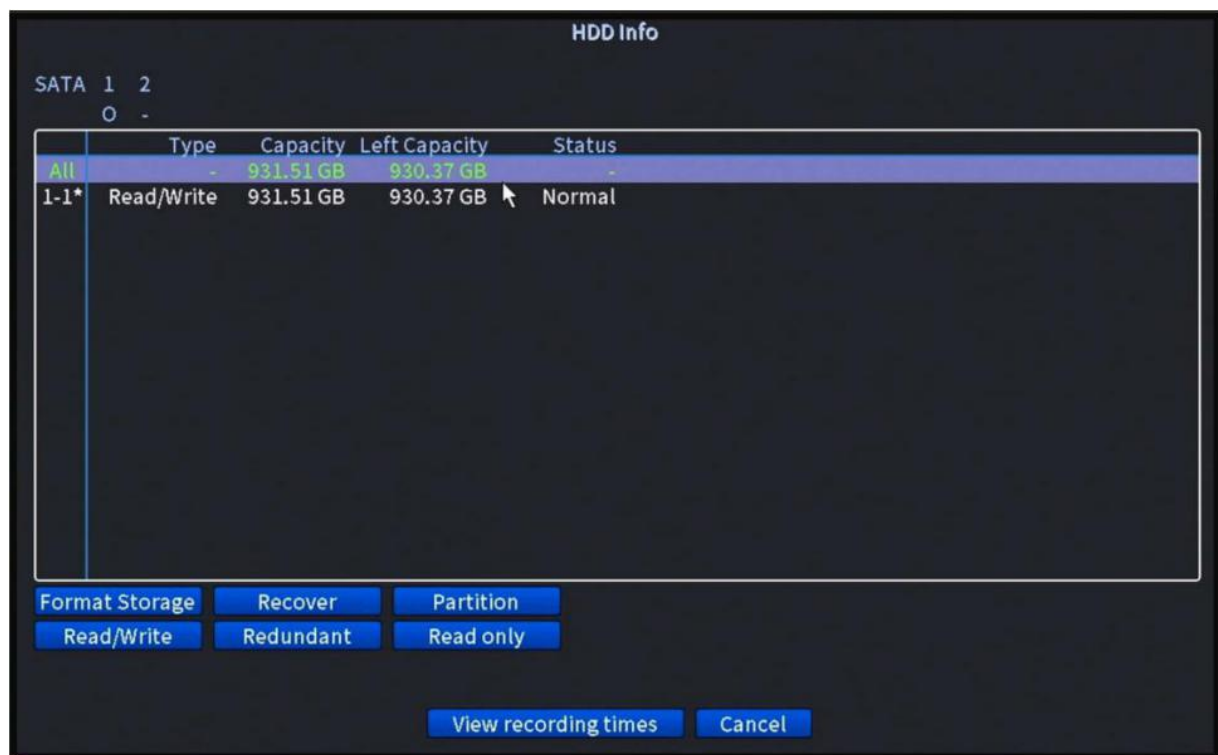 HDD Info
SATA 1 2
O -
Type Capacity Left Capacity Status
All - 931.51 GB 930.37 GB -
1-1* Read/Write 931.51 GB 930.37 GB Normal
Format Storage Recover Partition
Read/Write Redundant Read only
View recording times Cancel